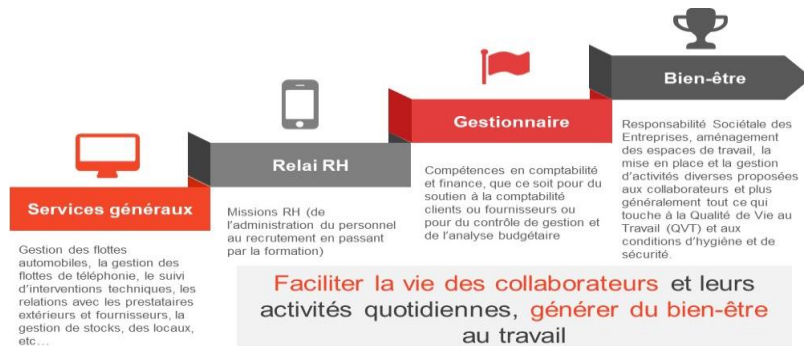 Services généraux
Gestion des flottes
automobiles, la gestion des
flottes de téléphonie, le suivi
d'interventions techniques, les
relations avec les prestataires
extérieurs et fournisseurs, la
gestion de stocks, des locaux,
etc…
Relai RH
Missions RH (de
l'administration du personnel
au recrutement en passant
par la formation)
Gestionnaire
Compétences en comptabilité
et finance, que ce soit pour du
soutien à la comptabilité
clients ou fournisseurs ou
pour du contrôle de gestion et
de l'analyse budgétaire
Bien-être
Responsabilité Sociétale des
Entreprises, aménagement
des espaces de travail, la
mise en place et la gestion
d'activités diverses proposées
aux collaborateurs et plus
généralement tout ce qui
touche à la Qualité de Vie au
Travail (QVT) et aux
conditions d'hygiène et de
sécurité.
Faciliter la vie des collaborateurs et leurs
activités quotidiennes, générer du bien-être
au travail